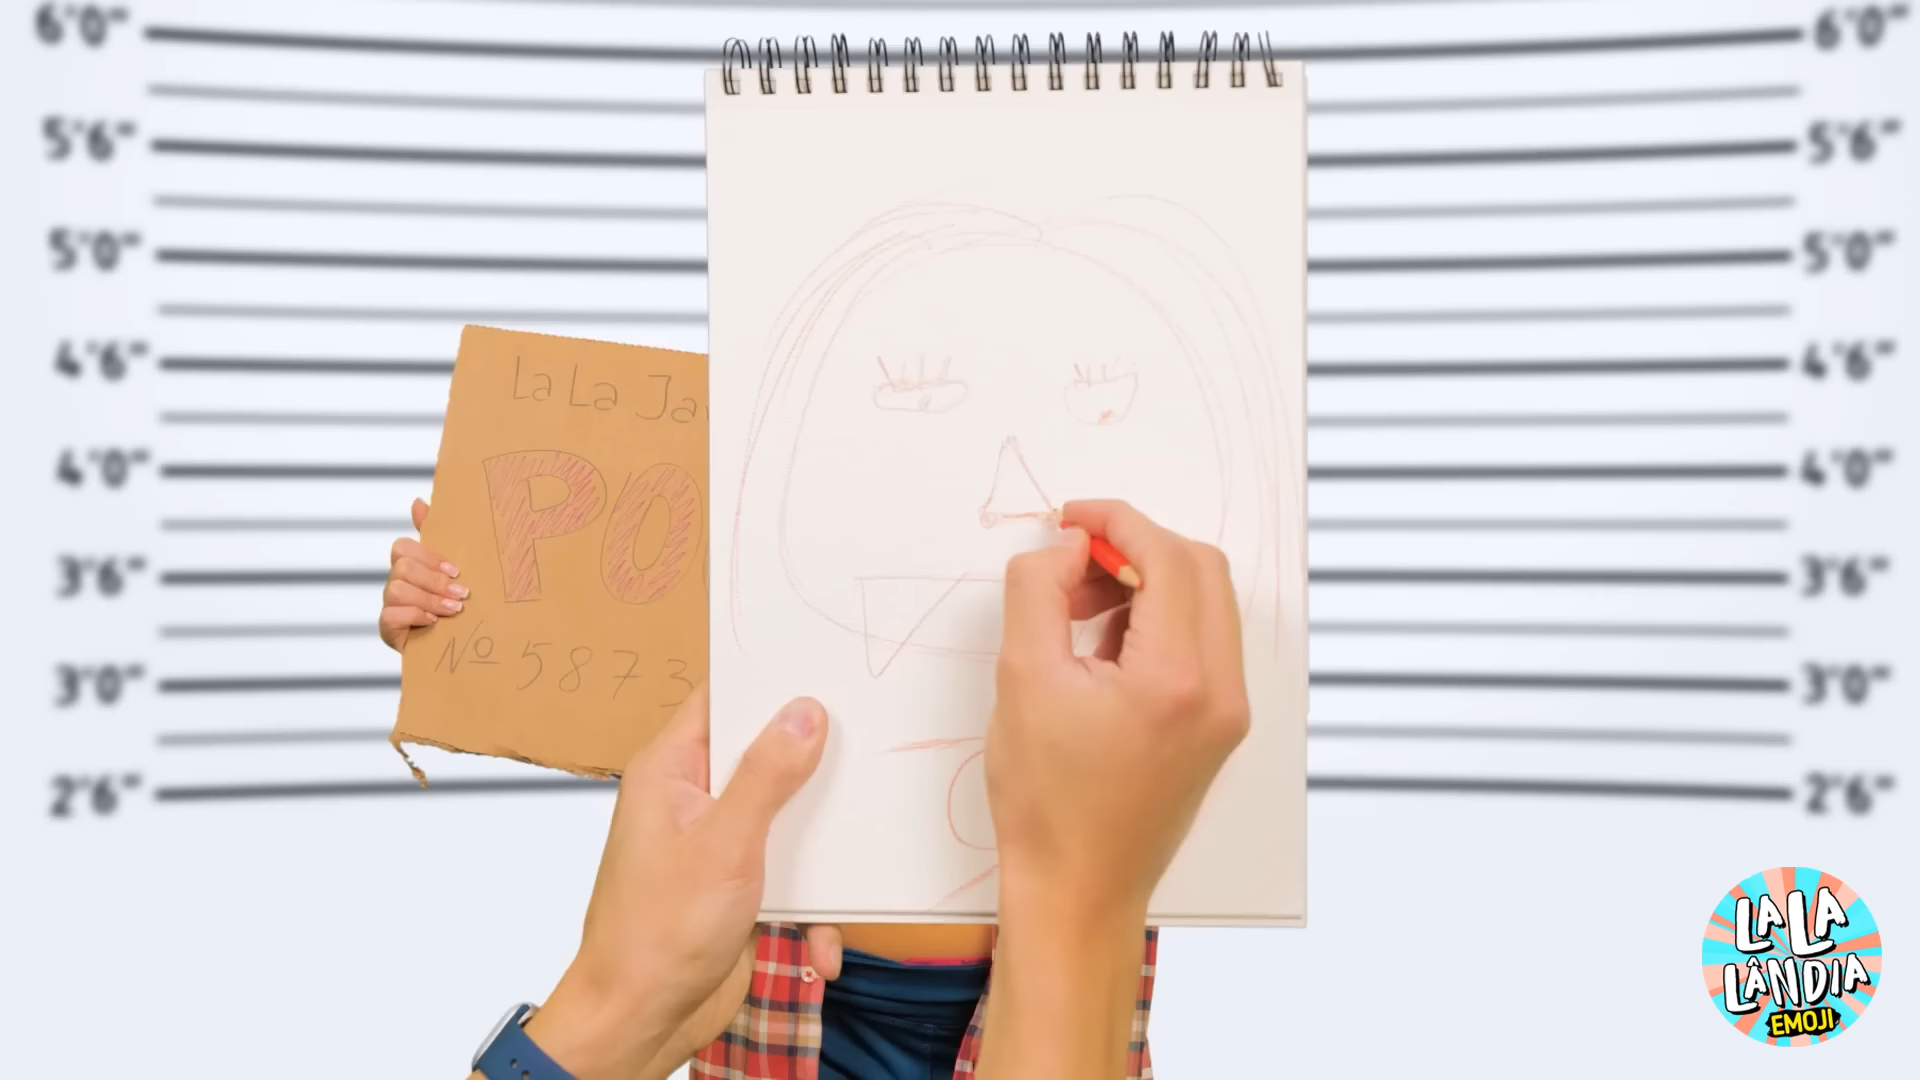 6'0" 6'0"
5'6" 5'6"
5'0" 5'0"
4'6" 4'6"
4'0" 4'0"
3'6" 3'6"
3'0" 3'0"
2'6" 2'6"
La La
PO
Nº 5873
LA LA
LÂNDIA
EMOJI